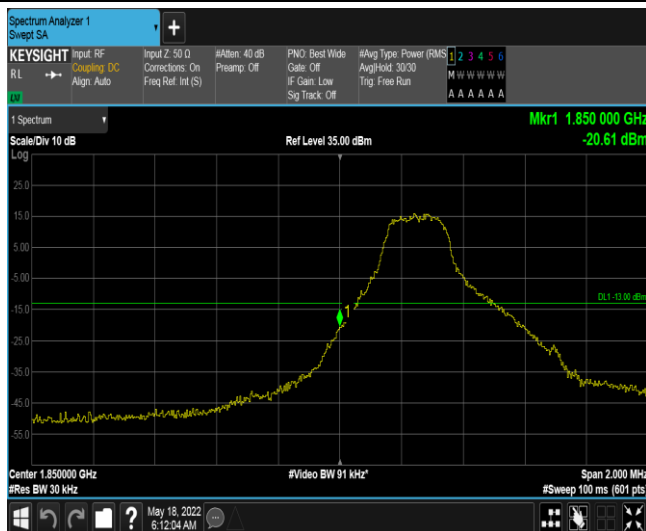 Spectrum Analyzer 1
Swept SA
+
KEYSIGHT
RL
Input: RF
Coupling: DC
Align: Auto
Input Z: 50 Ω
Corrections: On
Freq Ref: Int (S)
#Atten: 40 dB
Preamp: Off
PNO: Best Wide
Gate: Off
IF Gain: Low
Sig Track: Off
#Avg Type: Power (RMS
Avg|Hold: 30/30
Trig: Free Run
1 2 3 4 5 6
M W W W W W
A A A A A A
1 Spectrum
Scale/Div 10 dB
Log
Ref Level 35.00 dBm
Mkr1 1.850 000 GHz
-20.61 dBm
25.0
15.0
5.00
-5.00
DL1 -13.00 dBm
-15.0
1
-25.0
-35.0
-45.0
-55.0
Center 1.850000 GHz
#Res BW 30 kHz
#Video BW 91 kHz*
Span 2.000 MHz
#Sweep 100 ms (601 pts)
?
May 18, 2022
6:12:04 AM